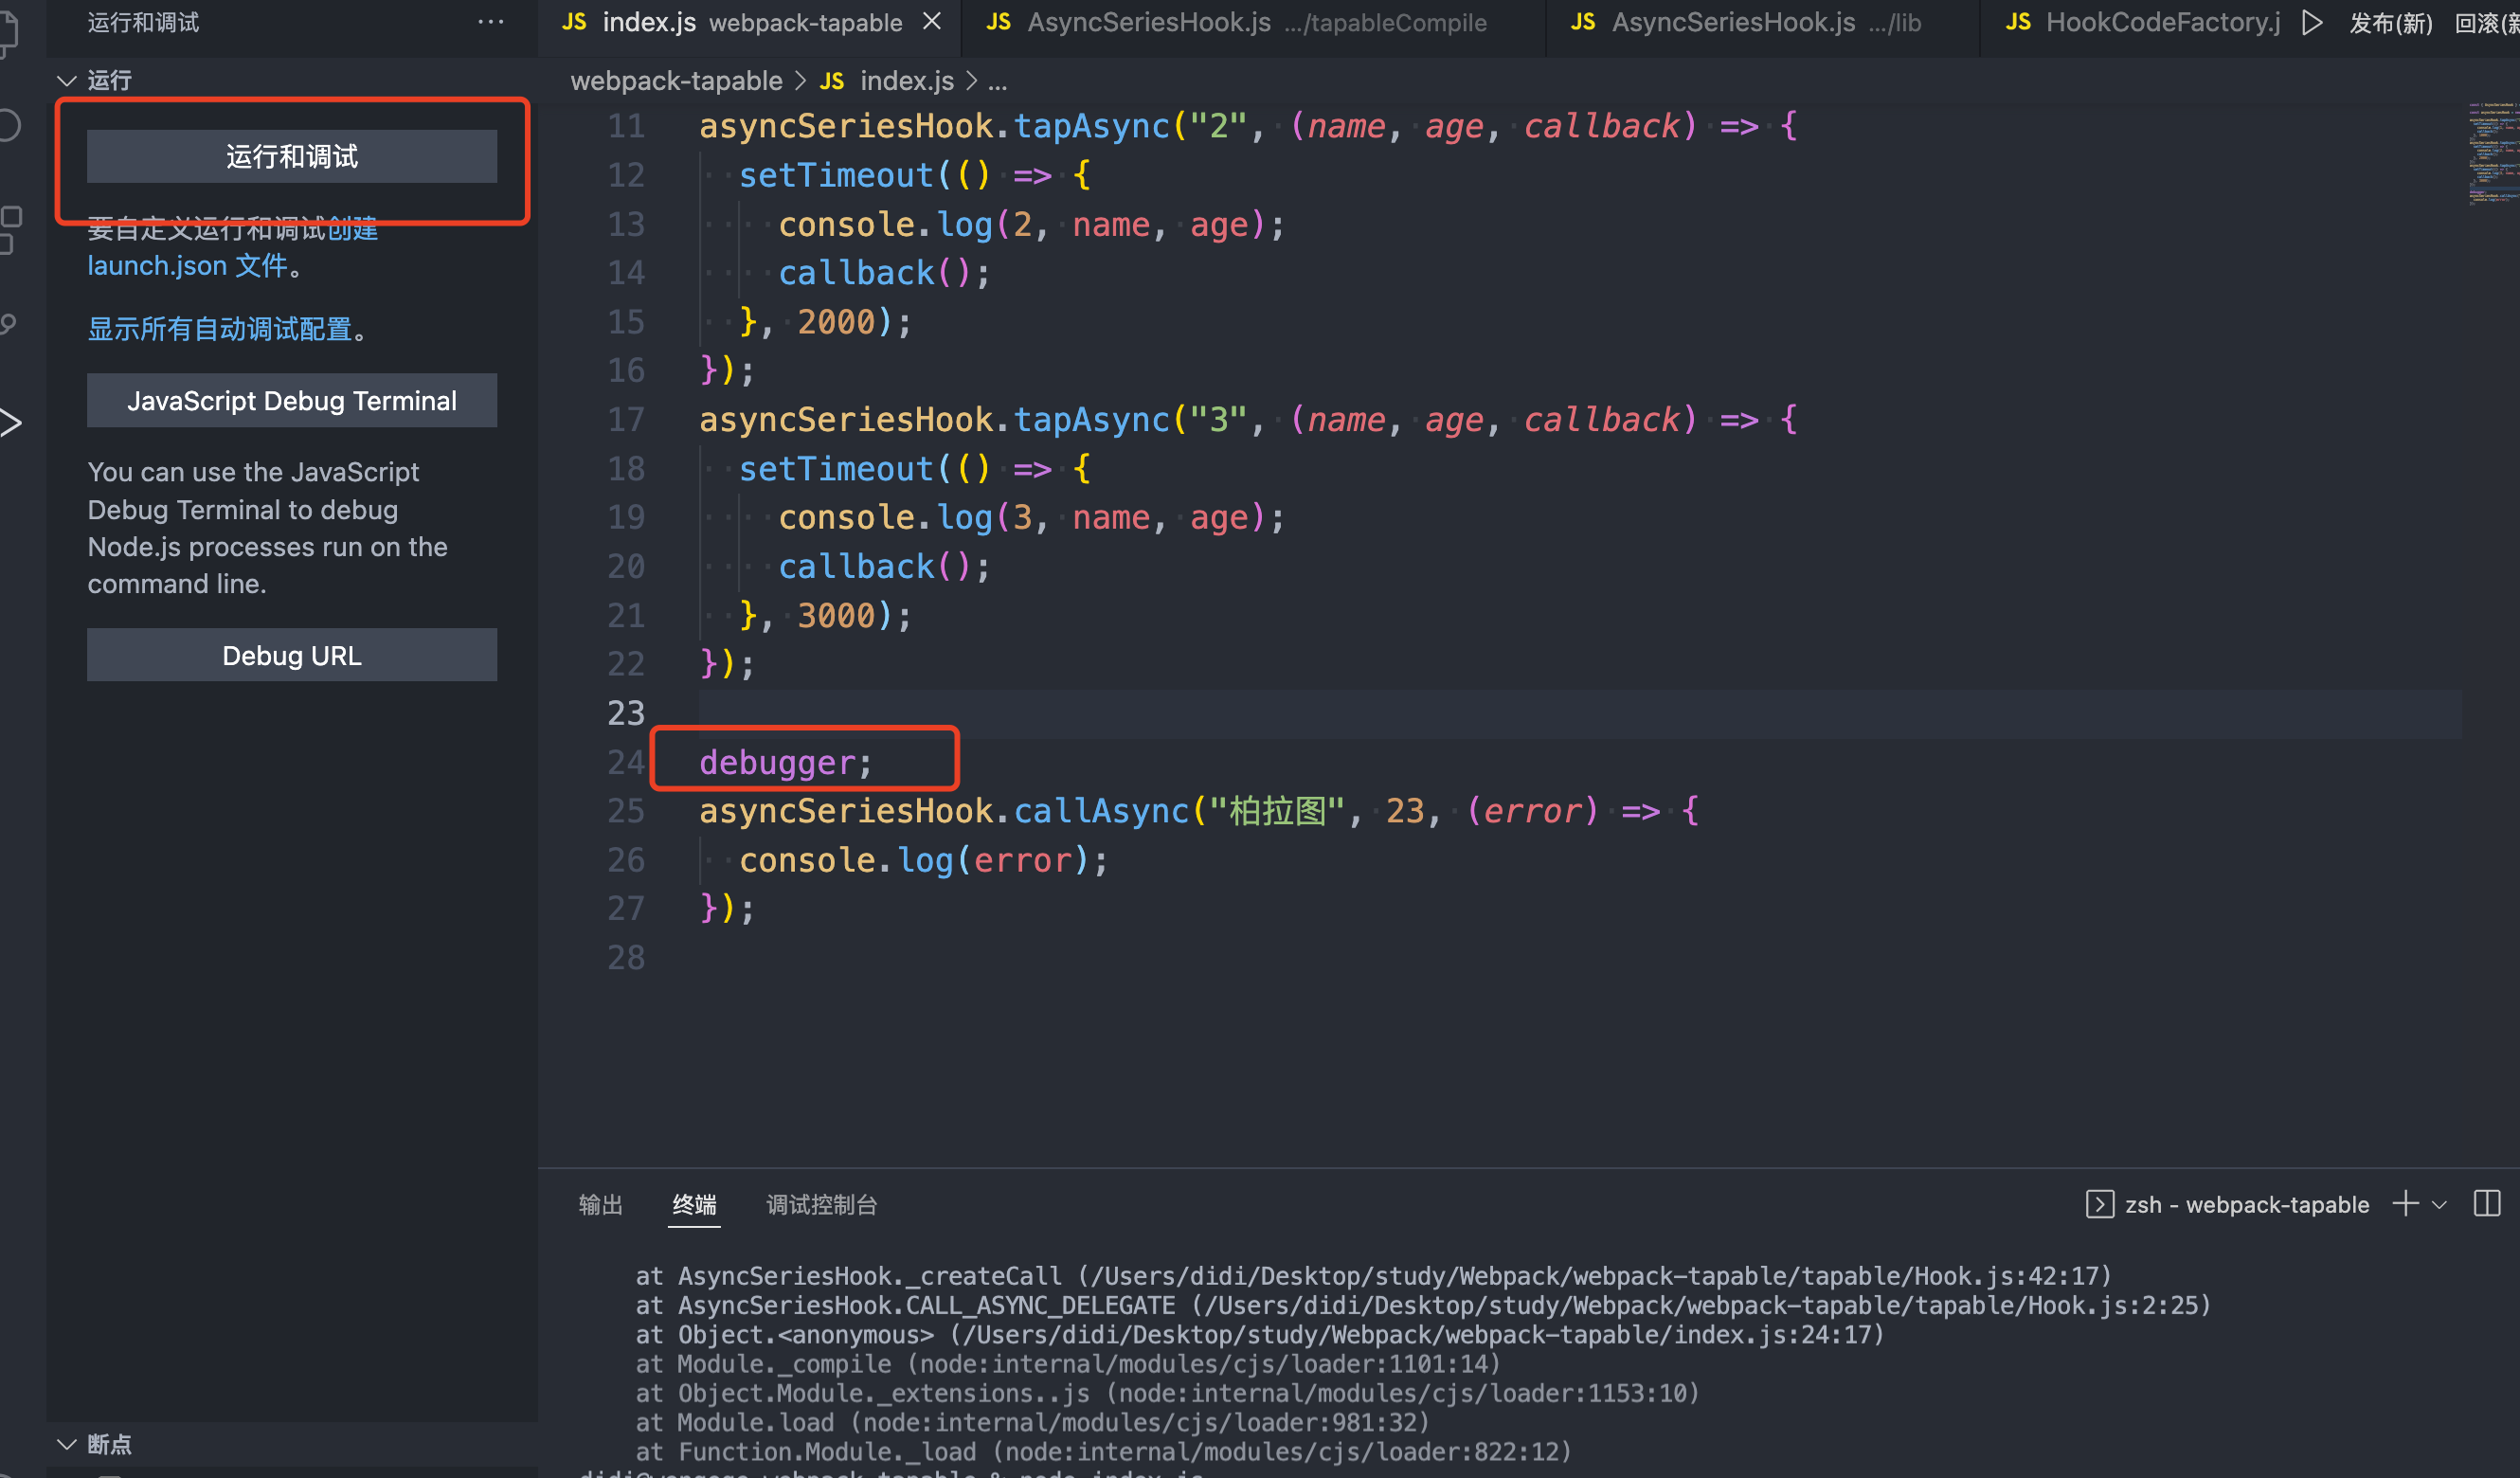 运行和调试 ···
JS index.js webpack-tapable ×
JS AsyncSeriesHook.js .../tapableCompile
JS AsyncSeriesHook.js .../lib
JS HookCodeFactory.j
发布(新)
回滚(
运行
运行和调试
要自定义运行和调试创建
launch.json 文件。
显示所有自动调试配置。
JavaScript Debug Terminal
You can use the JavaScript
Debug Terminal to debug
Node.js processes run on the
command line.
Debug URL
断点
webpack-tapable > JS index.js > ...
11 asyncSeriesHook.tapAsync("2", (name, age, callback) => {
12 setTimeout(() => {
13 console.log(2, name, age);
14 callback();
15 }, 2000);
16 });
17 asyncSeriesHook.tapAsync("3", (name, age, callback) => {
18 setTimeout(() => {
19 console.log(3, name, age);
20 callback();
21 }, 3000);
22 });
23
24 debugger;
25 asyncSeriesHook.callAsync("柏拉图", 23, (error) => {
26 console.log(error);
27 });
28
输出 终端 调试控制台
zsh - webpack-tapable
at AsyncSeriesHook._createCall (/Users/didi/Desktop/study/Webpack/webpack-tapable/tapable/Hook.js:42:17)
at AsyncSeriesHook.CALL_ASYNC_DELEGATE (/Users/didi/Desktop/study/Webpack/webpack-tapable/tapable/Hook.js:2:25)
at Object.<anonymous> (/Users/didi/Desktop/study/Webpack/webpack-tapable/index.js:24:17)
at Module._compile (node:internal/modules/cjs/loader:1101:14)
at Object.Module._extensions..js (node:internal/modules/cjs/loader:1153:10)
at Module.load (node:internal/modules/cjs/loader:981:32)
at Function.Module._load (node:internal/modules/cjs/loader:822:12)